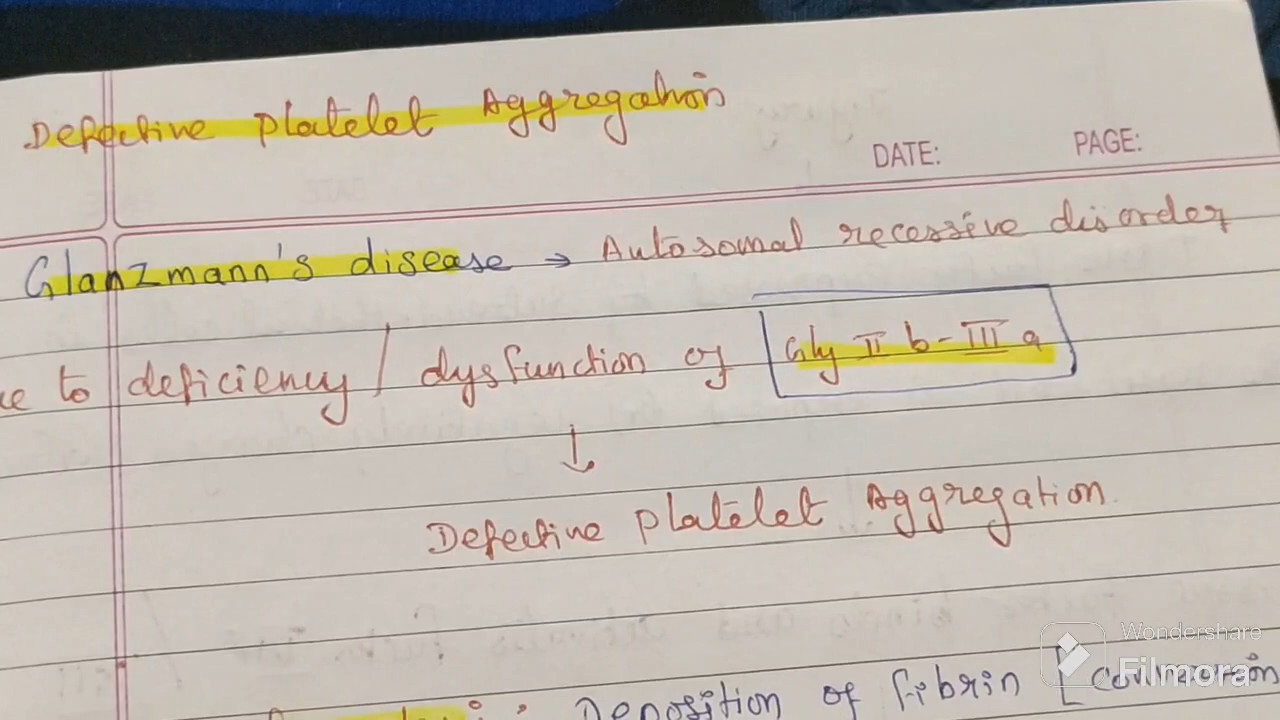 Defective Platelet Aggregation
DATE: PAGE:
Glanzmann's disease → Autosomal recessive disorder
to deficiency / dysfunction of Gly II b - III a
↓
Defective Platelet Aggregation.
Wondershare
Filmora
: Deposition of fibrin [conversion